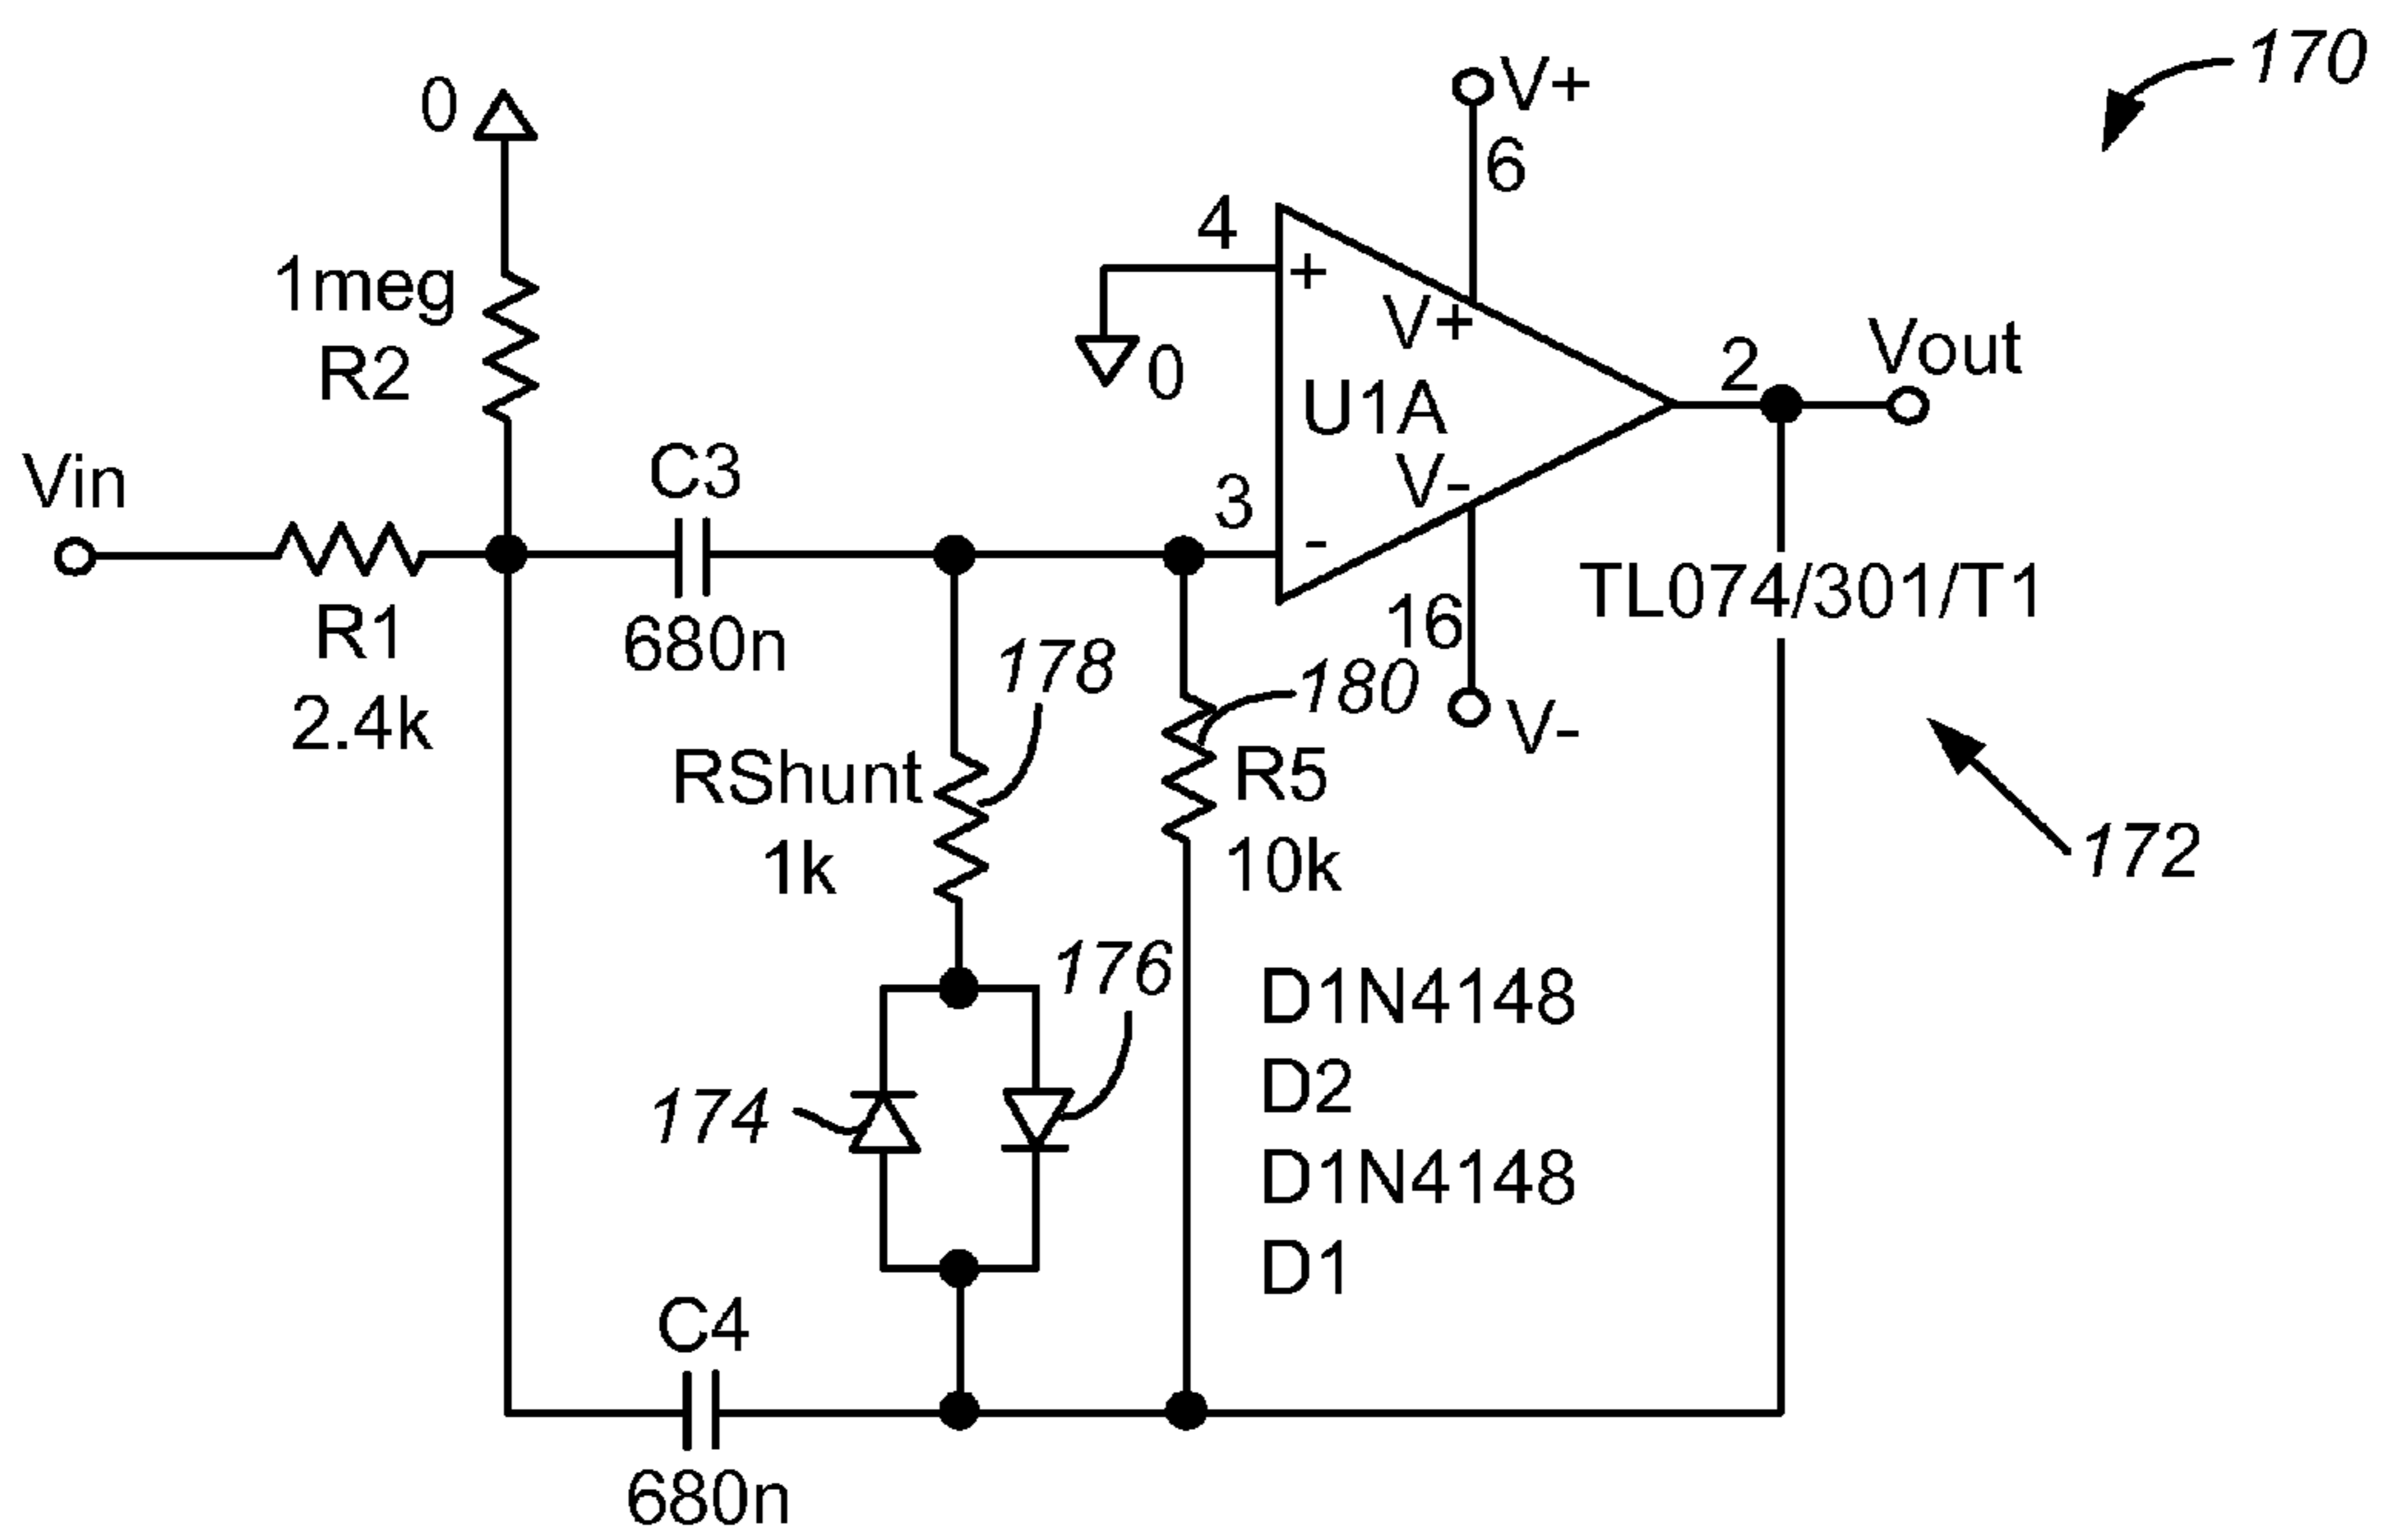 170
V+
0
6
4
+
1meg
R2
V+
0
U1A
2
Vout
Vin
C3
3
V-
-
R1
680n
16
TL074/301/T1
178
180
2.4k
V-
RShunt
R5
1k
10k
172
176
D1N4148
174
D2
D1N4148
D1
C4
680n